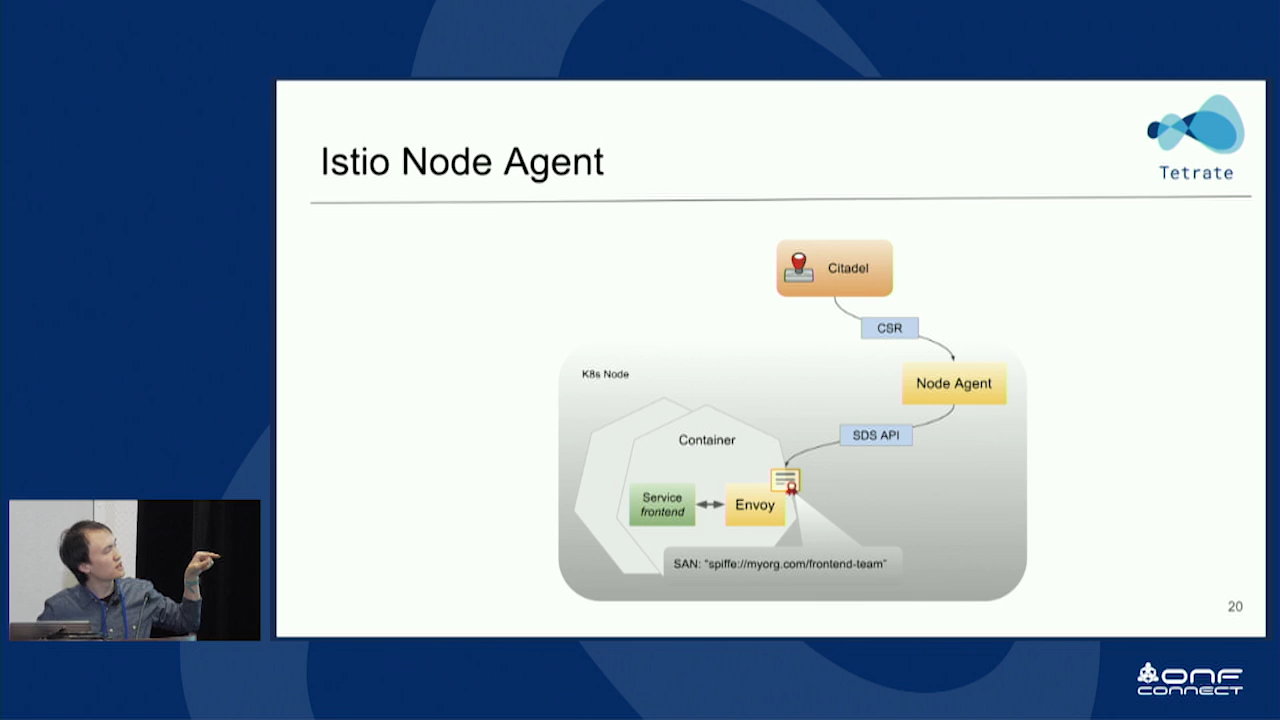 Tetrate
Istio Node Agent
Citadel
CSR
K8s Node
Node Agent
Container
SDS API
Service
frontend
Envoy
SAN: "spiffe://myorg.com/frontend-team"
20
ONF
CONNECT